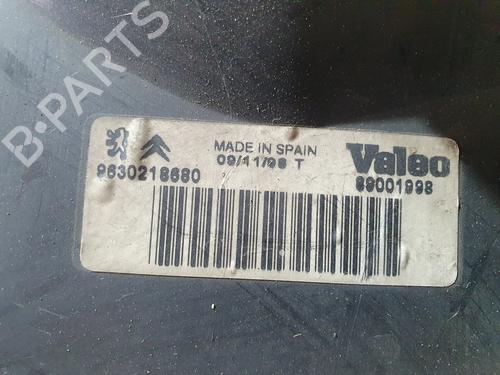 B-PARTS
MADE IN SPAIN
09/11/98 T
Valeo
9630218680
89001998